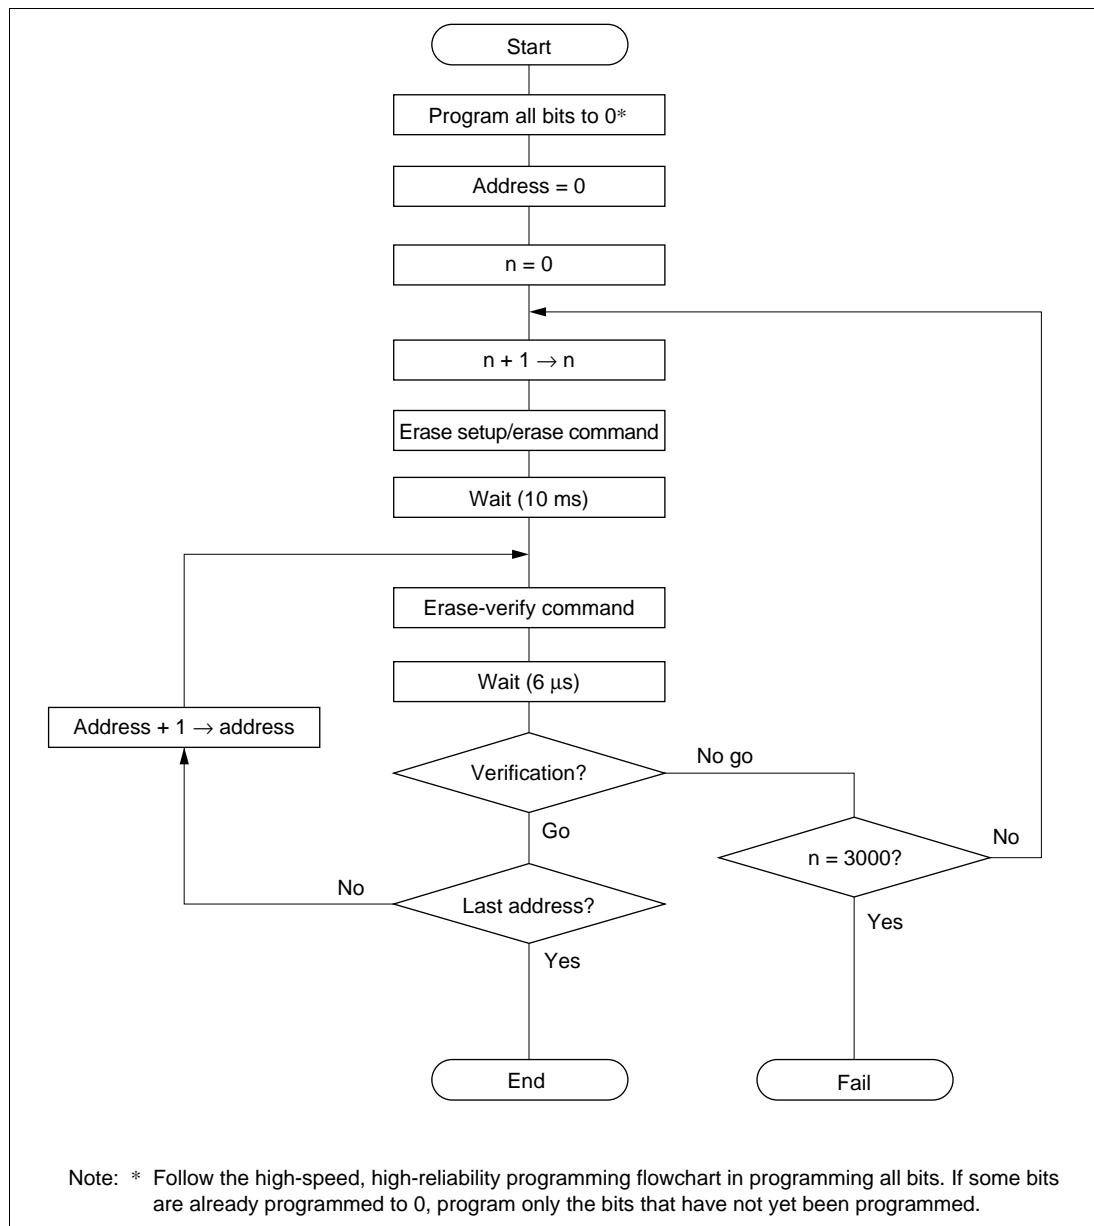 Start
Program all bits to 0*
Address = 0
n = 0
n + 1 → n
Erase setup/erase command
Wait (10 ms)
Erase-verify command
Wait (6 μs)
Address + 1 → address
Verification?
No go
Go
n = 3000?
No
No
Last address?
Yes
Yes
End
Fail
Note: * Follow the high-speed, high-reliability programming flowchart in programming all bits. If some bits
are already programmed to 0, program only the bits that have not yet been programmed.